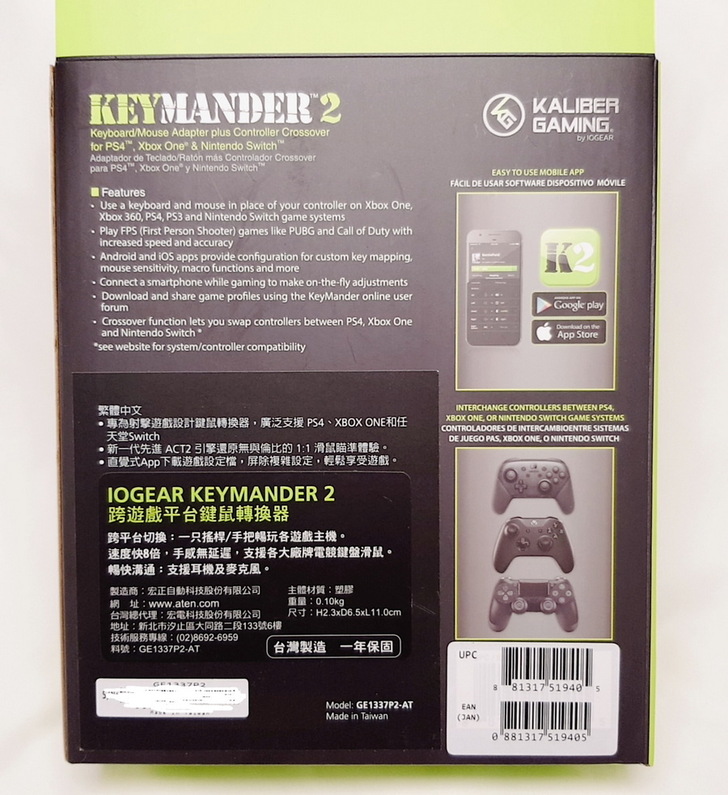 KEYMANDER™2
Keyboard/Mouse Adapter plus Controller Crossover
for PS4™, Xbox One® & Nintendo Switch™
Adaptador de Teclado/Ratón más Controlador Crossover
para PS4™, Xbox One® y Nintendo Switch™
Features
• Use a keyboard and mouse in place of your controller on Xbox One,
Xbox 360, PS4, PS3 and Nintendo Switch game systems
• Play FPS (First Person Shooter) games like PUBG and Call of Duty with
increased speed and accuracy
• Android and iOS apps provide configuration for custom key mapping,
mouse sensitivity, macro functions and more
• Connect a smartphone while gaming to make on-the-fly adjustments
• Download and share game profiles using the KeyMander online user
forum
• Crossover function lets you swap controllers between PS4, Xbox One
and Nintendo Switch *
*see website for system/controller compatibility
KALIBER
GAMING®
by IOGEAR
EASY TO USE MOBILE APP
FÁCIL DE USAR SOFTWARE DISPOSITIVO MÓVILE
K2
Google play
Download on the
App Store
INTERCHANGE CONTROLLERS BETWEEN PS4,
XBOX ONE, OR NINTENDO SWITCH GAME SYSTEMS
CONTROLADORES DE INTERCAMBIOENTRE SISTEMAS
DE JUEGO PAS, XBOX ONE, O NINTENDO SWITCH
繁體中文
• 專為射擊遊戲設計鍵鼠轉換器，廣泛支援 PS4、XBOX ONE和任
天堂Switch
• 新一代先進 ACT2 引擎還原無與倫比的 1:1 滑鼠瞄準體驗。
• 直覺式App下載遊戲設定檔，屏除複雜設定，輕鬆享受遊戲。
IOGEAR KEYMANDER 2
跨遊戲平台鍵鼠轉換器
跨平台切換：一只搖桿/手把暢玩各遊戲主機。
速度快8倍，手感無延遲，支援各大廠牌電競鍵盤滑鼠。
暢快溝通：支援耳機及麥克風。
製造商：宏正自動科技股份有限公司
網 址：www.aten.com
台灣總代理：宏電科技股份有限公司
地址：新北市汐止區大同路二段133號6樓
技術服務專線：(02)8692-6959
料號：GE1337P2-AT
主體材質：塑膠
重量：0.10kg
尺寸：H2.3xD6.5xL11.0cm
台灣製造 一年保固
GE1337P2
Model: GE1337P2-AT
Made in Taiwan
UPC
8 81317 51940 5
EAN
(JAN)
0 881317 519405